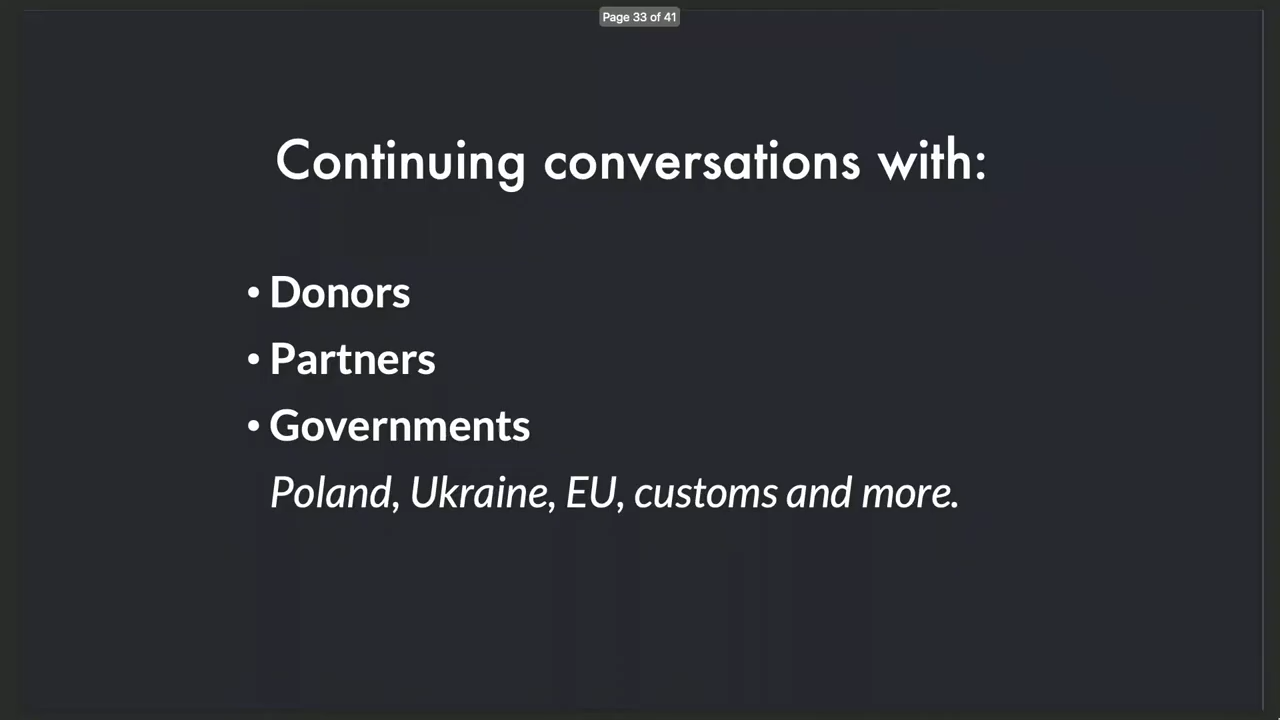 Page 33 of 41
Continuing conversations with:
• Donors
• Partners
• Governments
Poland, Ukraine, EU, customs and more.